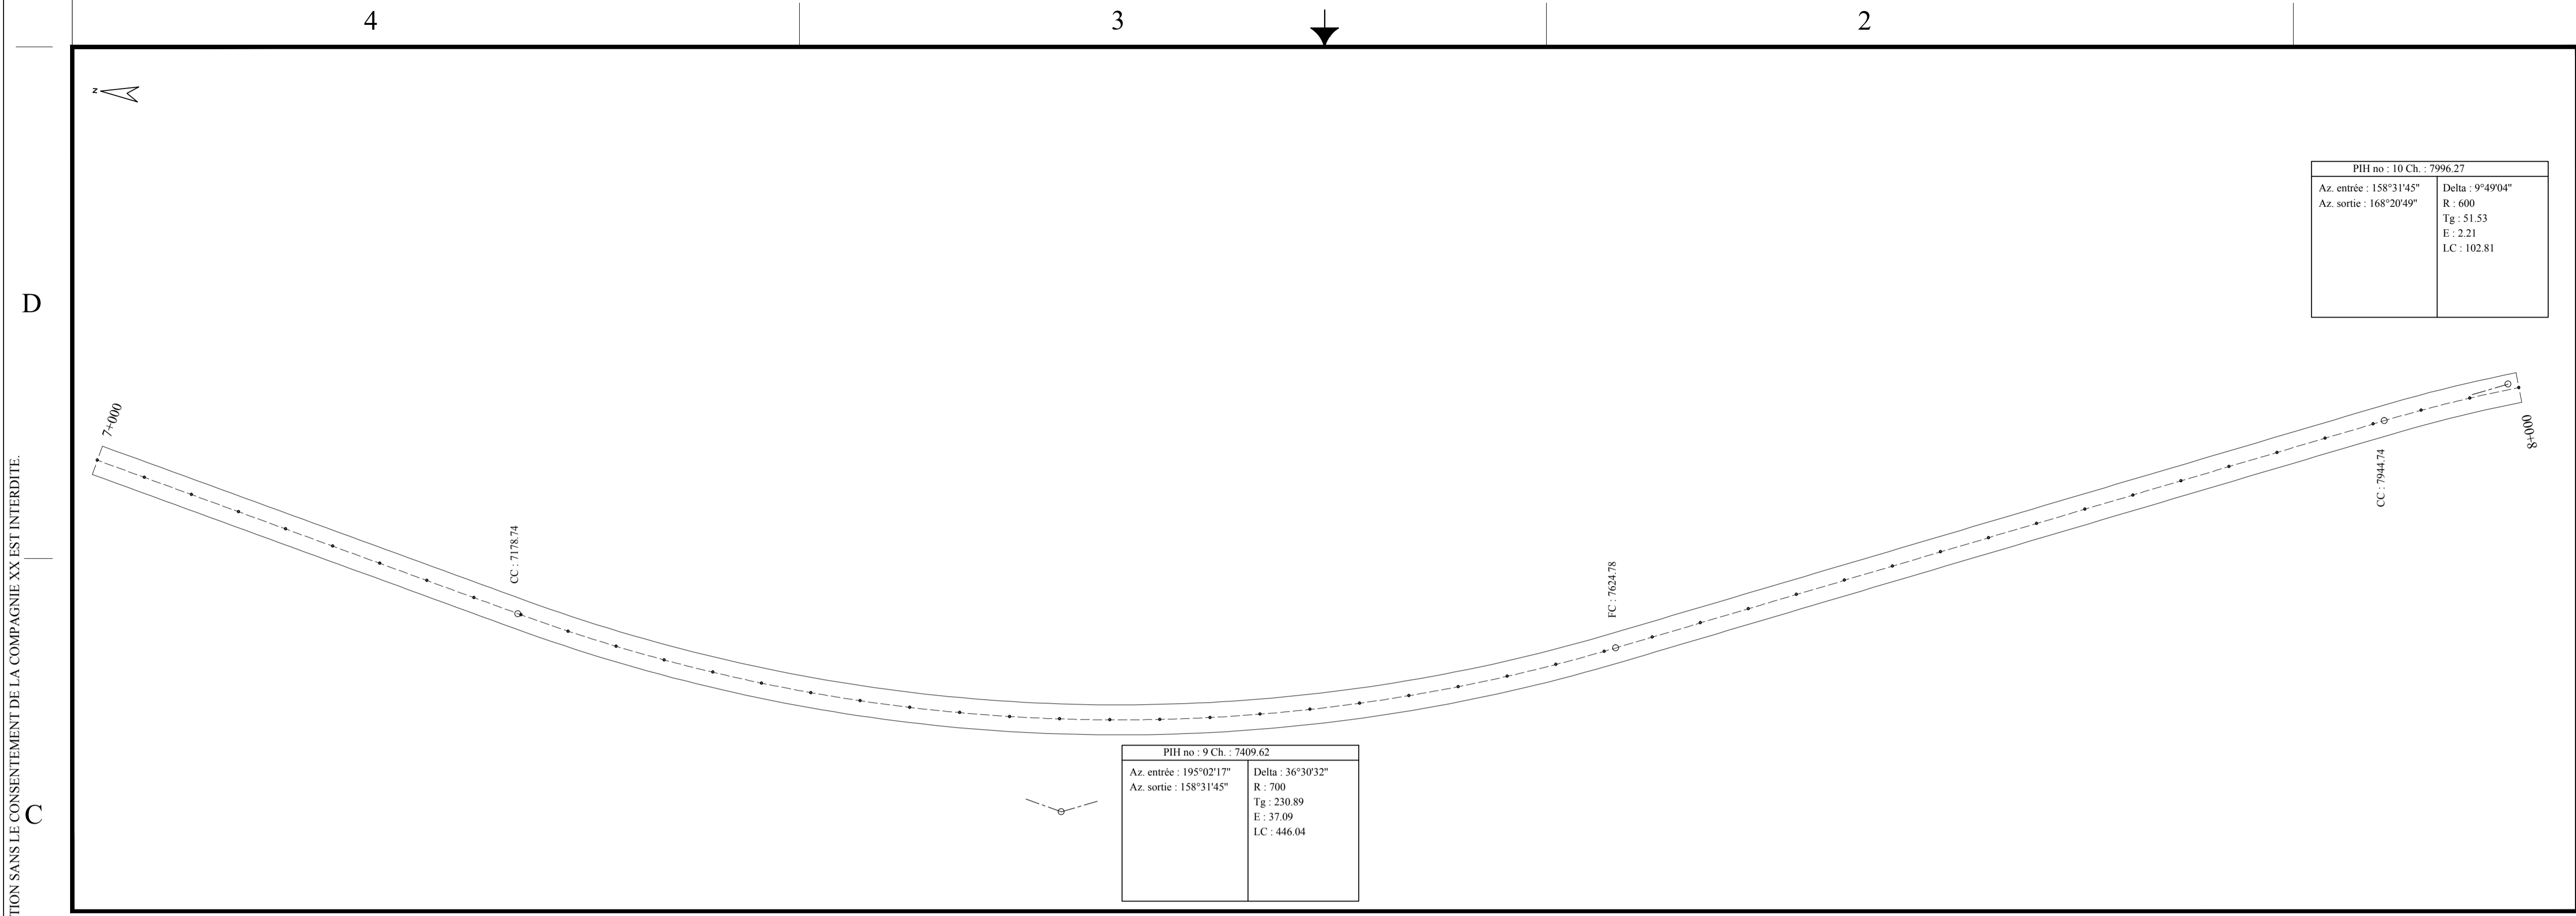 4
3
2
z
PIH no : 10 Ch. : 7996.27
Az. entrée : 158°31'45"
Az. sortie : 168°20'49"
Delta : 9°49'04"
R : 600
Tg : 51.53
E : 2.21
LC : 102.81
D
7+000
8+000
CC : 7944.74
CC : 7178.74
FC : 7624.78
PIH no : 9 Ch. : 7409.62
Az. entrée : 195°02'17"
Az. sortie : 158°31'45"
Delta : 36°30'32"
R : 700
Tg : 230.89
E : 37.09
LC : 446.04
C
TION SANS LE CONSENTEMENT DE LA COMPAGNIE XX EST INTERDITE.